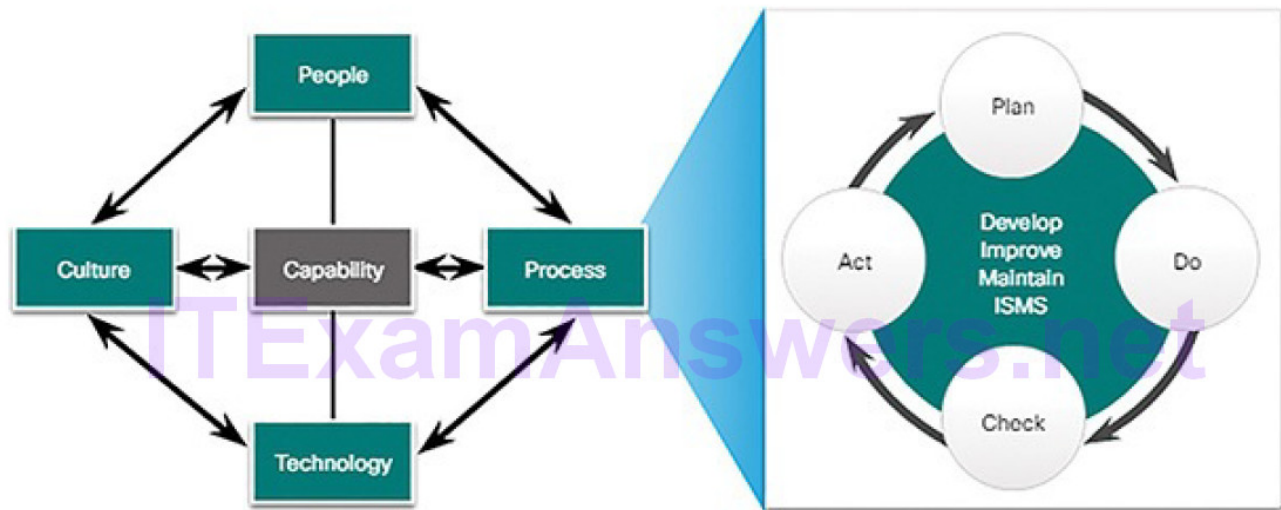 People
Culture
Capability
Process
Technology
Plan
Act
Develop
Improve
Maintain
ISMS
Do
Check
ITExamAnswers.net